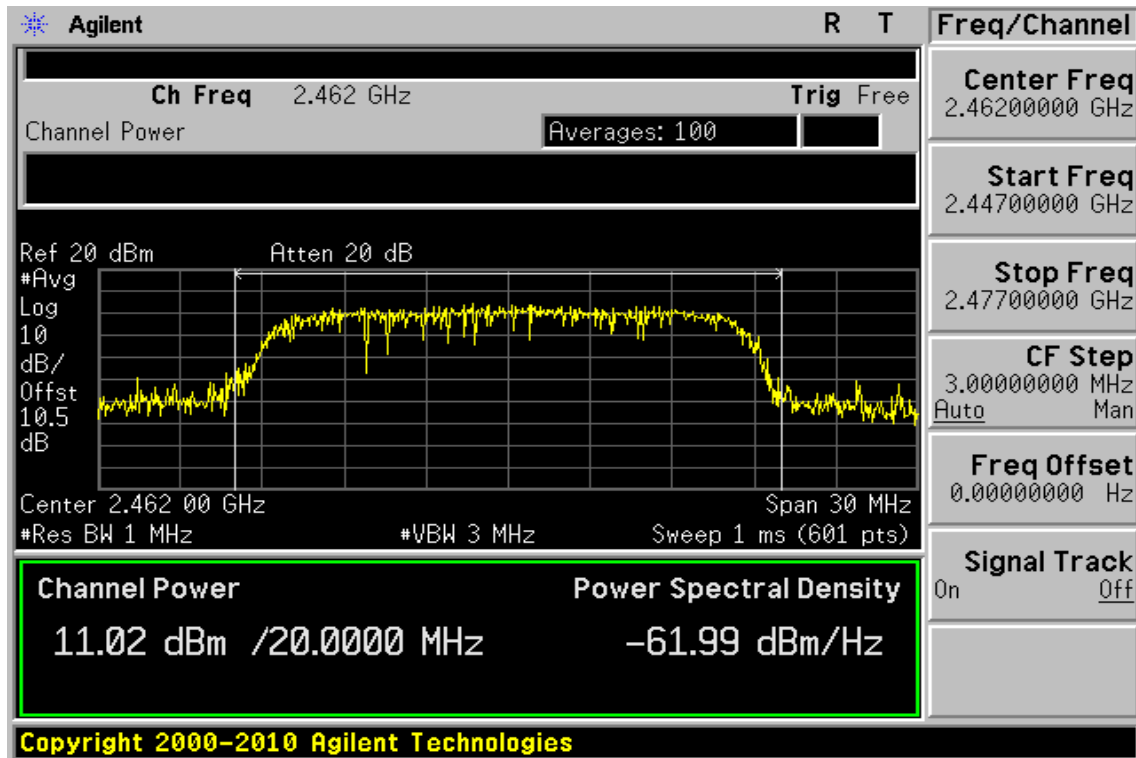 Agilent R T
Freq/Channel
Ch Freq 2.462 GHz Trig Free
Channel Power Averages: 100
Ref 20 dBm Atten 20 dB
#Avg
Log
10
dB/
Offst
10.5
dB
Center 2.462 00 GHz Span 30 MHz
#Res BW 1 MHz #VBW 3 MHz Sweep 1 ms (601 pts)
Channel Power Power Spectral Density
11.02 dBm /20.0000 MHz -61.99 dBm/Hz
Copyright 2000-2010 Agilent Technologies
Center Freq
2.46200000 GHz
Start Freq
2.44700000 GHz
Stop Freq
2.47700000 GHz
CF Step
3.00000000 MHz
Auto Man
Freq Offset
0.00000000 Hz
Signal Track
On Off